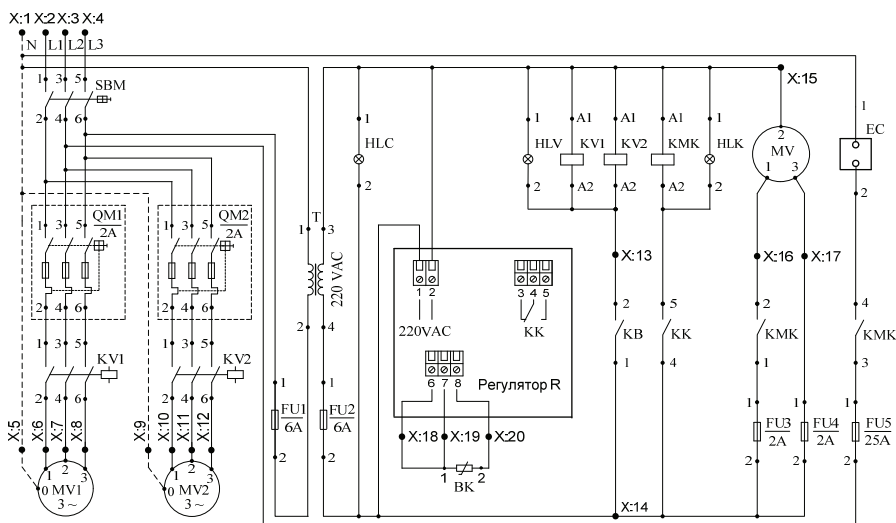 X:1 X:2 X:3 X:4
N L1 L2 L3
1 3 5 SBM
2 4 6
X:15
1 1 1 A1 A1 A1 1
HLC HLV KV1 KV2 KMK HLK
2 2 A2 A2 A2 2
2
MV
1 3
1 EC
2
QM1
2A
1 3 5
2 4 6
QM2
2A
1 3 5
2 4 6
1 T 3
220 VAC
2 4
X:13
X:16 X:17
1 2
220VAC
3 4 5
KK
6 7 8
Регулятор R
X:18 X:19 X:20
1 2
BK
1 3 5 KV1
2 4 6
1 3 5 KV2
2 4 6
2 KB 1
5 KK 4
2 KMK 1
4 KMK 3
1 FU1
6A
2
1 FU2
6A
2
1 FU3
2A
2
1 FU4
2A
2
1 FU5
25A
2
X:5 X:6 X:7 X:8
X:9 X:10 X:11 X:12
X:14
0 1 2 3
MV1
3 ~
0 1 2 3
MV2
3 ~